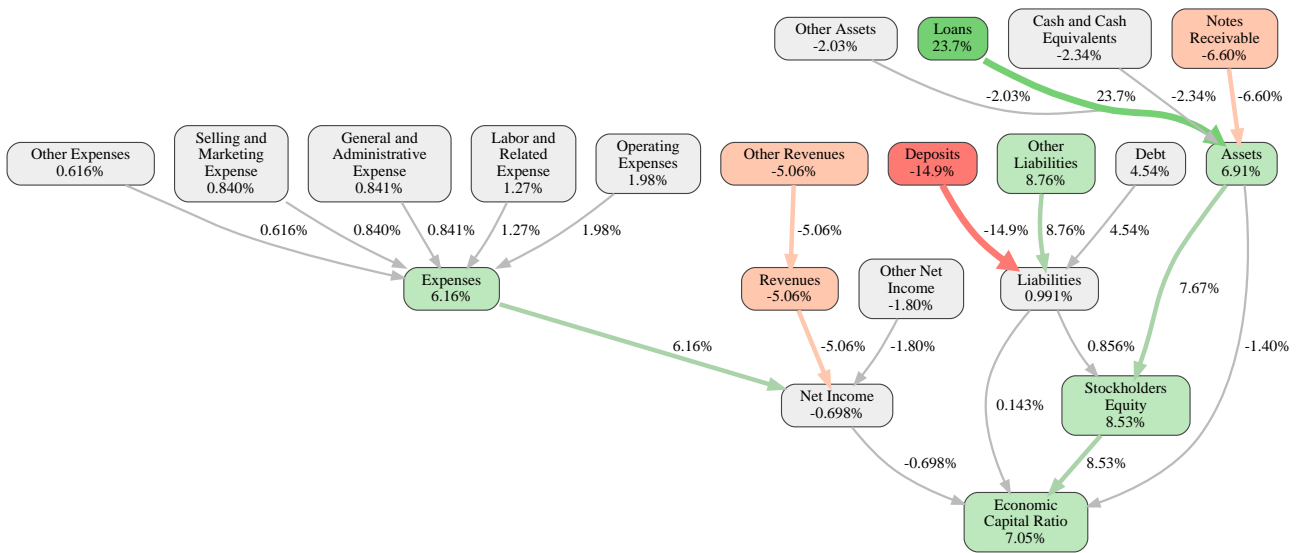 Other Assets
-2.03%
Loans
23.7%
Cash and Cash
Equivalents
-2.34%
Notes
Receivable
-6.60%
-2.03%
23.7%
-2.34%
-6.60%
Other Expenses
0.616%
Selling and
Marketing
Expense
0.840%
General and
Administrative
Expense
0.841%
Labor and
Related
Expense
1.27%
Operating
Expenses
1.98%
Other Revenues
-5.06%
Deposits
-14.9%
Other
Liabilities
8.76%
Debt
4.54%
Assets
6.91%
0.616%
0.840%
0.841%
1.27%
1.98%
-5.06%
-14.9%
8.76%
4.54%
Expenses
6.16%
Revenues
-5.06%
Other Net
Income
-1.80%
Liabilities
0.991%
7.67%
6.16%
-5.06%
-1.80%
0.856%
-1.40%
Net Income
-0.698%
0.143%
Stockholders
Equity
8.53%
-0.698%
8.53%
Economic
Capital Ratio
7.05%